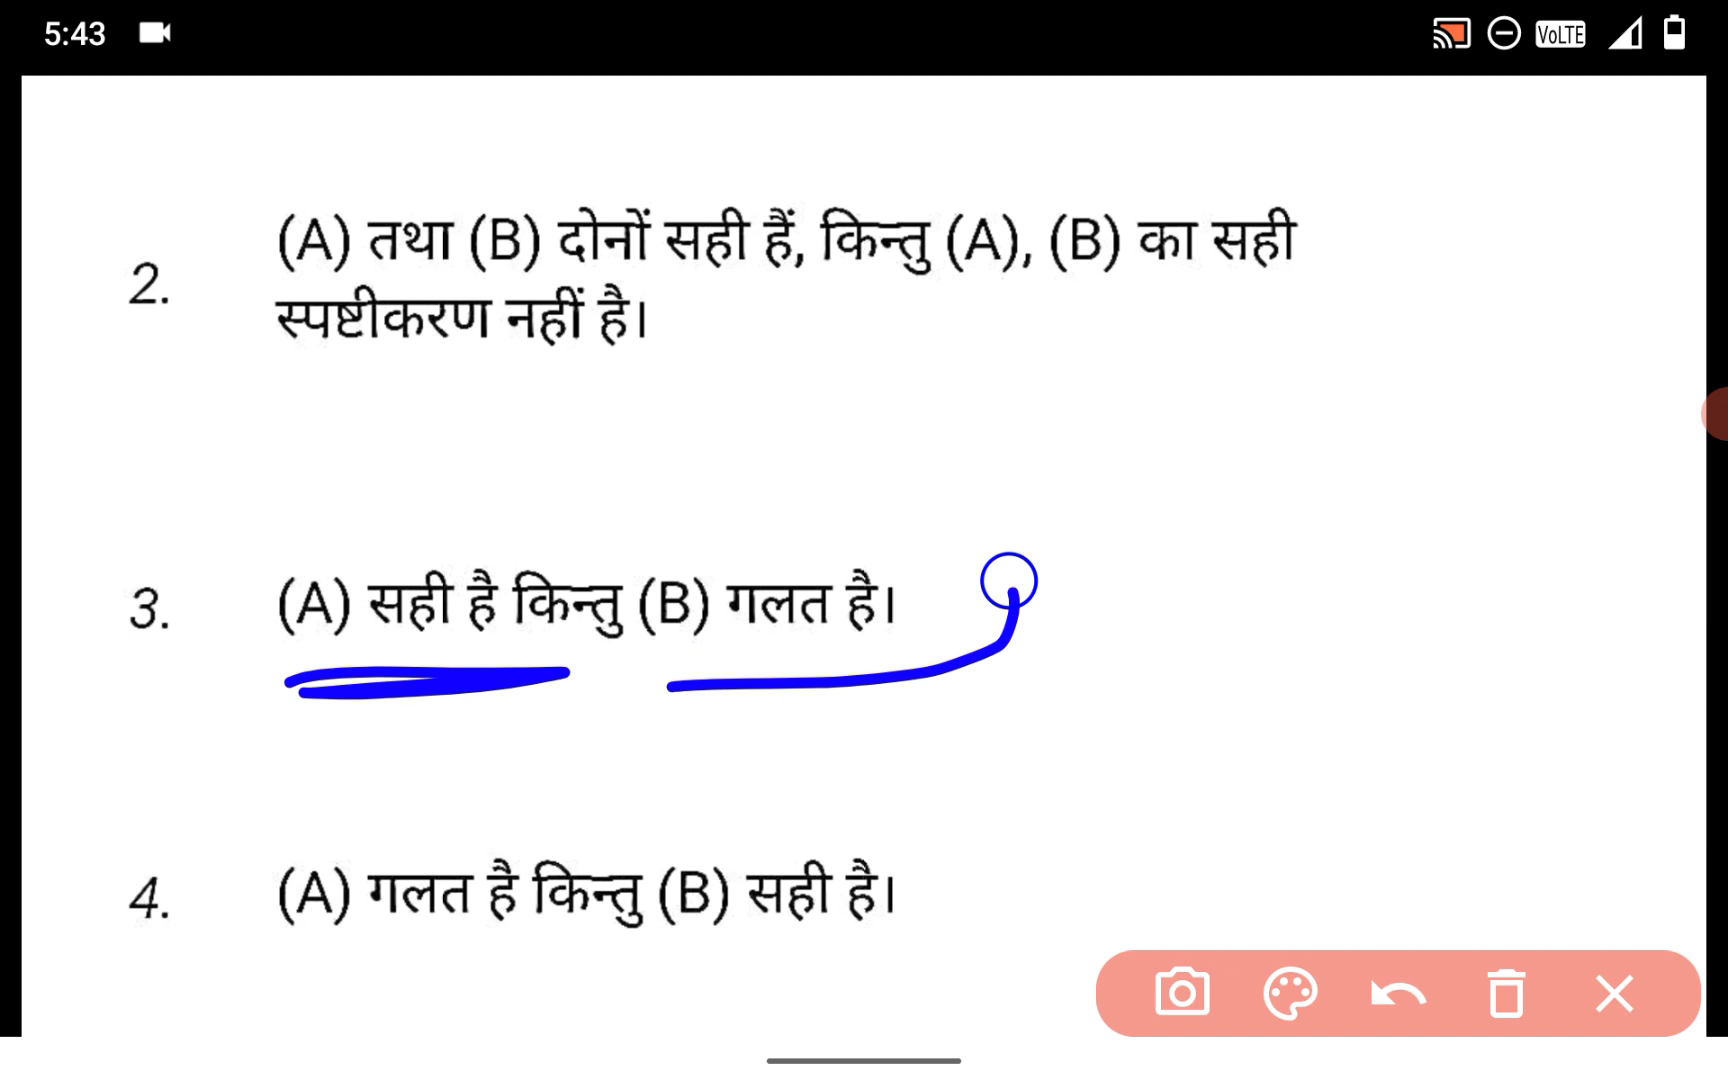 5:43
VoLTE
2.
(A) तथा (B) दोनों सही हैं, किन्तु (A), (B) का सही
स्पष्टीकरण नहीं है।
3. (A) सही है किन्तु (B) गलत है।
4. (A) गलत है किन्तु (B) सही है।